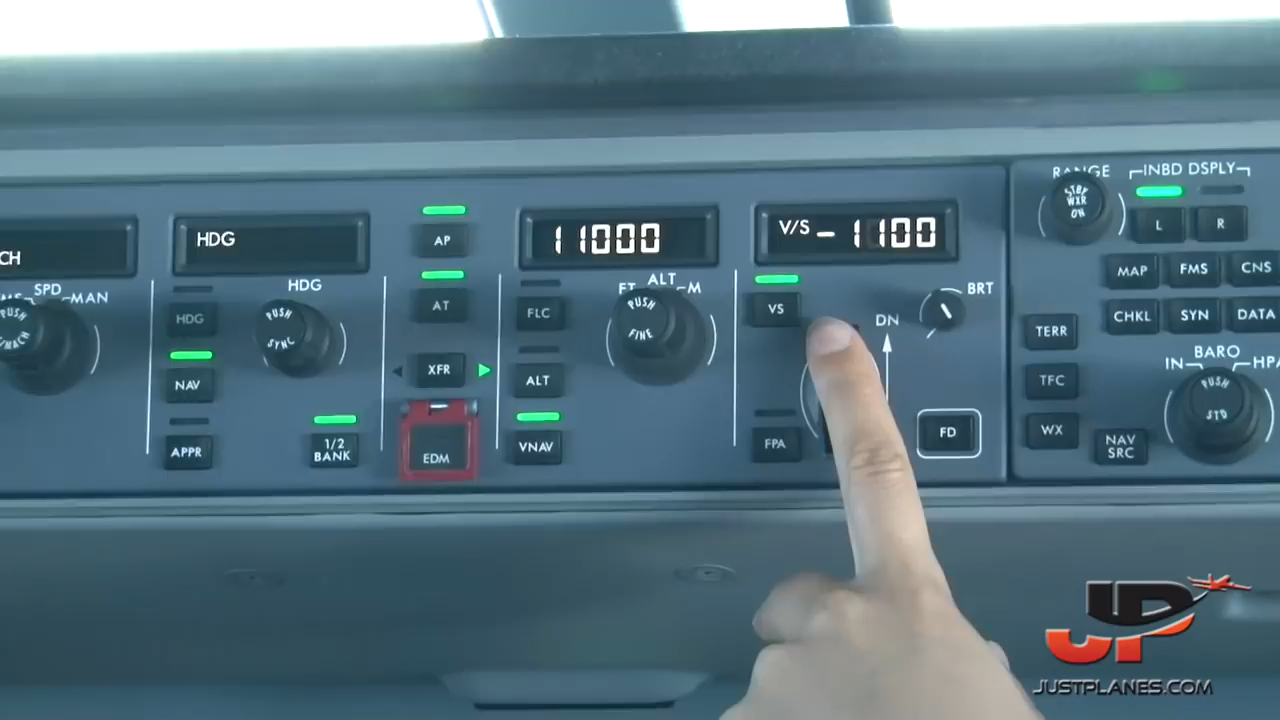 CH
SPD
MAN
PUSH
HDG
HDG
PUSH
SYNC
HDG
NAV
APPR
1/2
BANK
AP
AT
XFR
EDM
11000
ALT
FT
M
PUSH
FINE
FLC
ALT
VNAV
V/S -1100
VS
FPA
DN
BRT
FD
RANGE
STBY
WXR
ON
INBD DSPLY
L
R
MAP
FMS
CNS
CHKL
SYN
DATA
TERR
TFC
WX
NAV
SRC
BARO
IN
HPA
PUSH
STD
JP
JUSTPLANES.COM